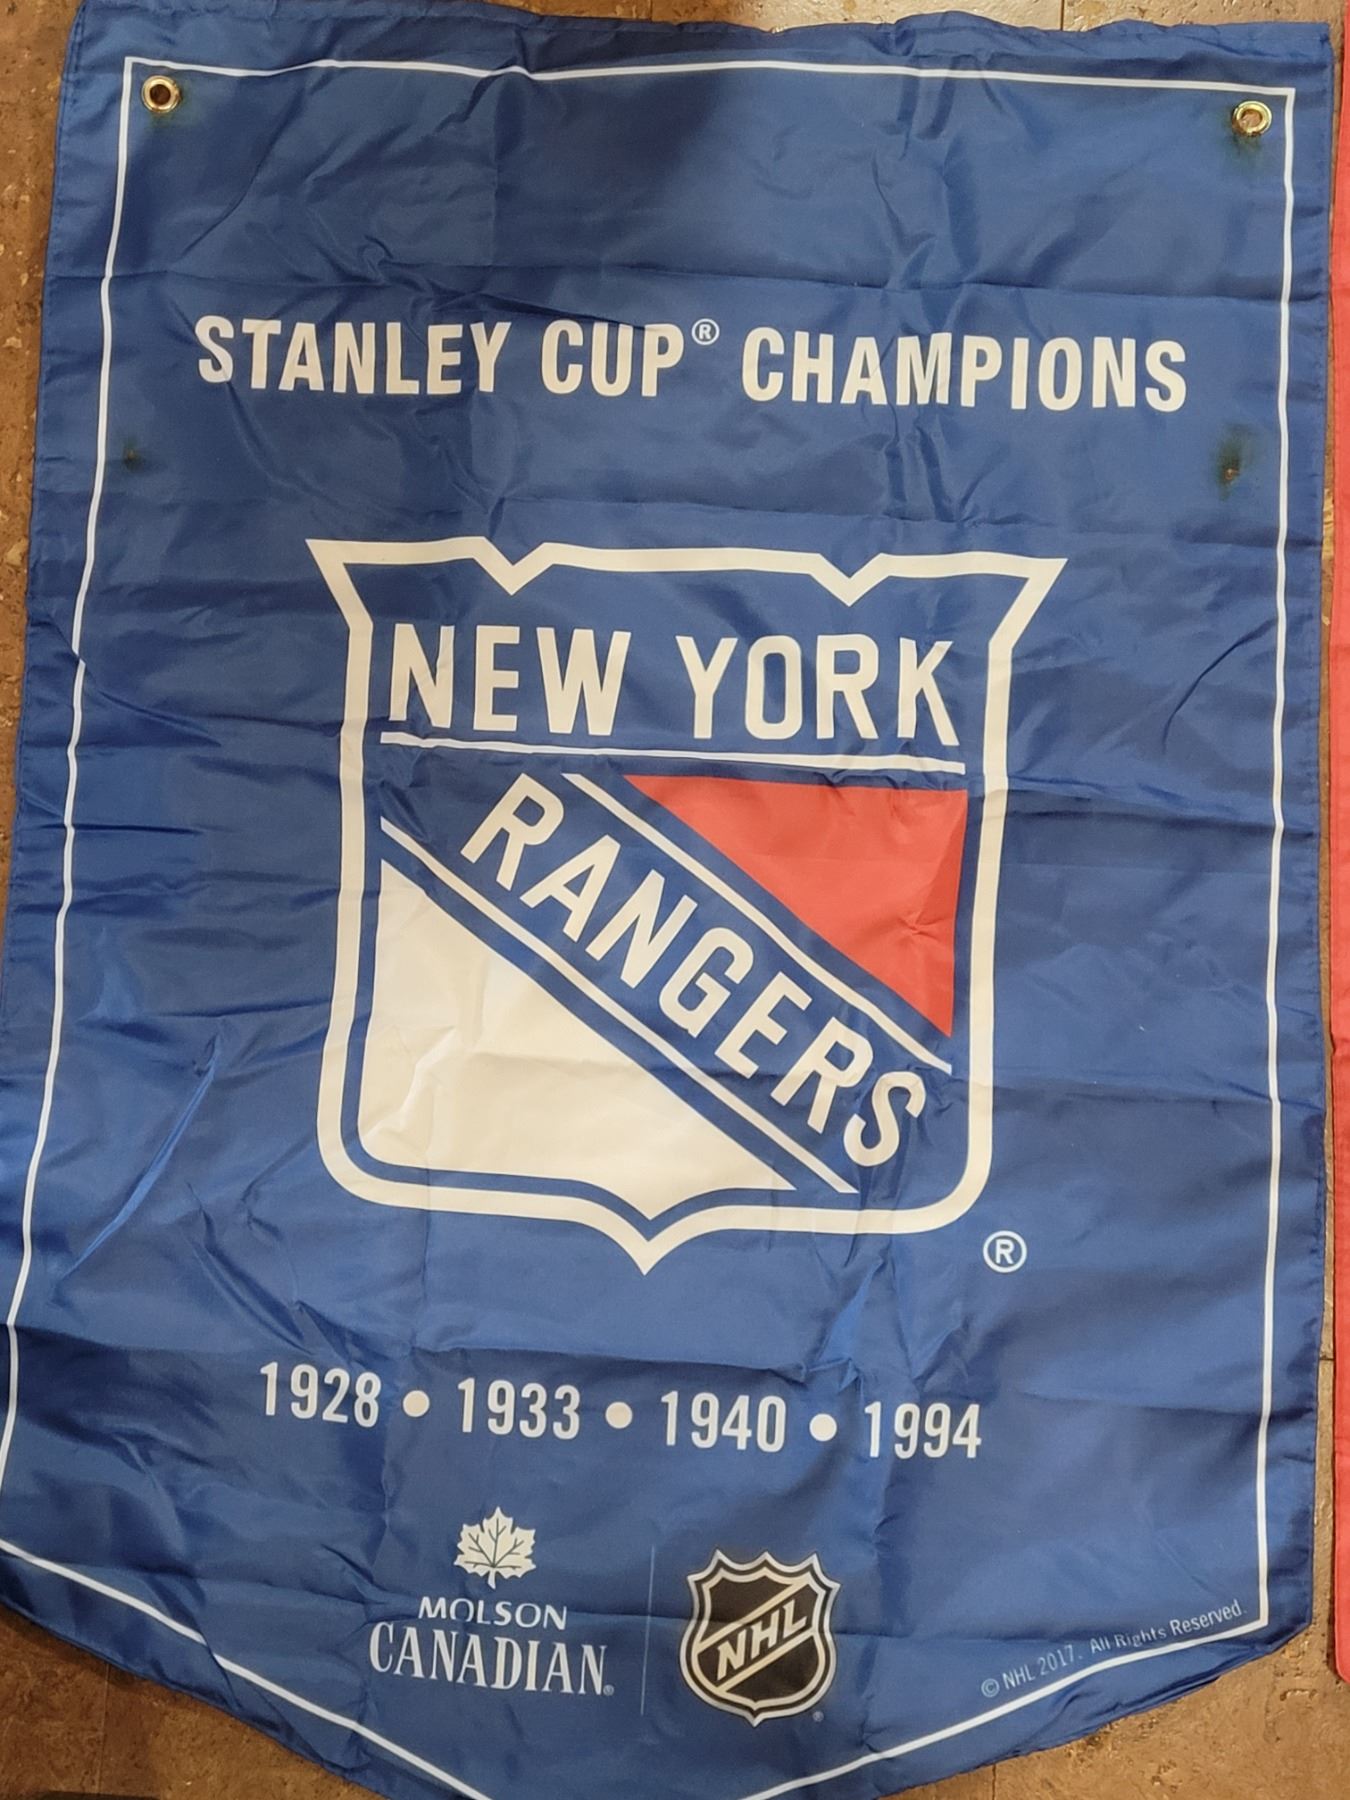 STANLEY CUP® CHAMPIONS
NEW YORK
RANGERS
®
1928 • 1933 • 1940 • 1994
MOLSON
CANADIAN®
NHL
®
© NHL 2017. All Rights Reserved.